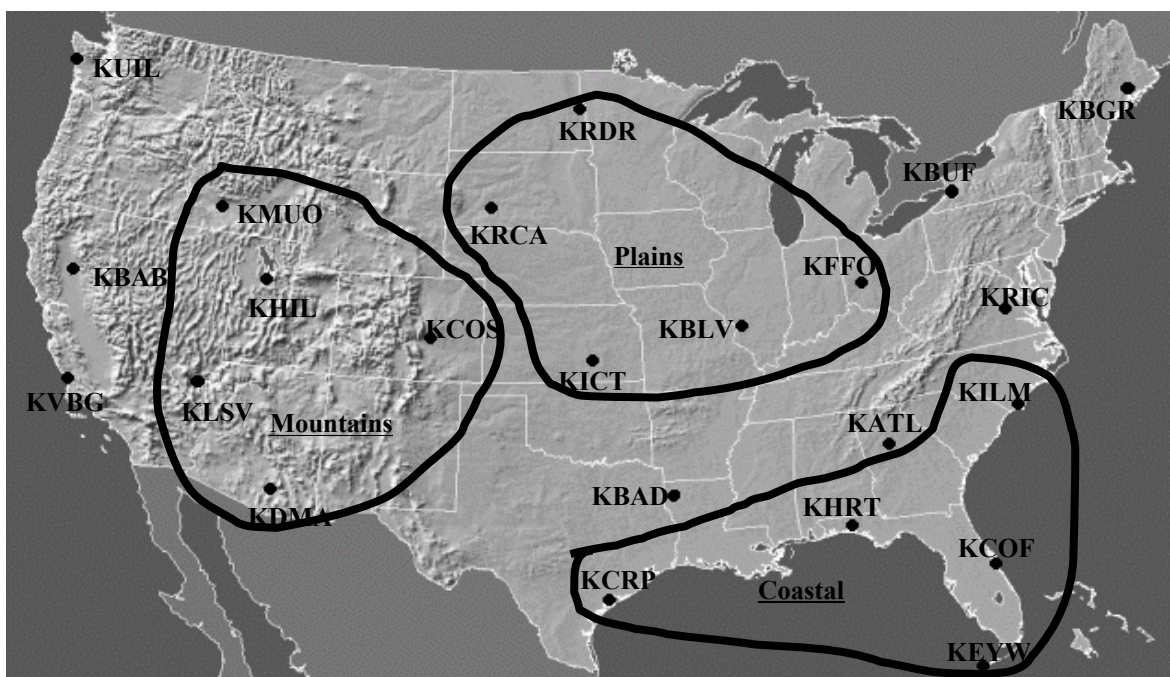 KUIL
KBGR
KRDR
KBUF
KMUO
KRCA
Plains
KFFO
KBAB
KHIL
KRIC
KCOS
KBLV
KICT
KVBG
KLSV
KILM
Mountains
KATL
KBAD
KHRT
KDMA
KCOF
KCRP
Coastal
KEYW